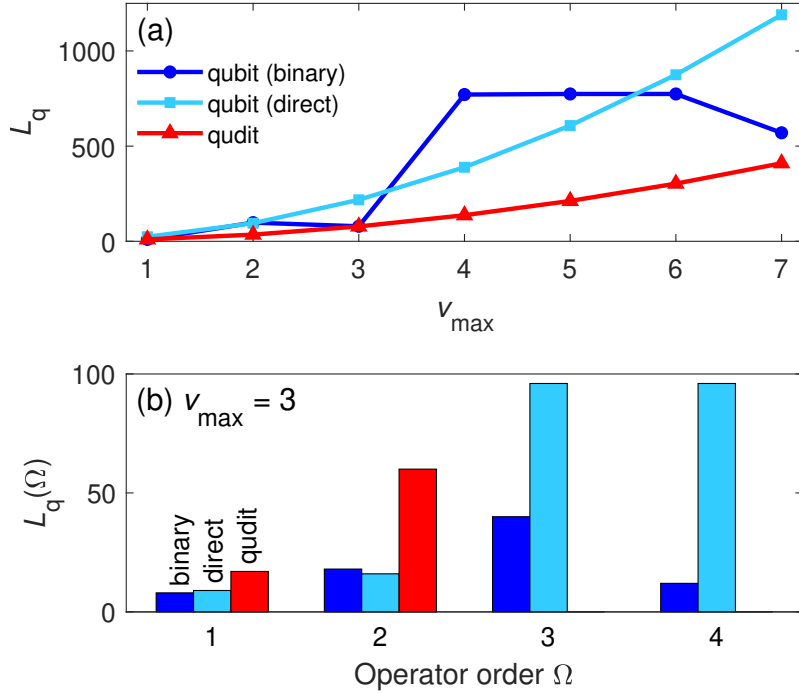 (a)
qubit (binary)
qubit (direct)
qudit
L_q
1000
500
0
1 2 3 4 5 6 7
v_max
(b) v_max = 3
L_q(Ω)
100
50
0
binary
direct
qudit
1 2 3 4
Operator order Ω